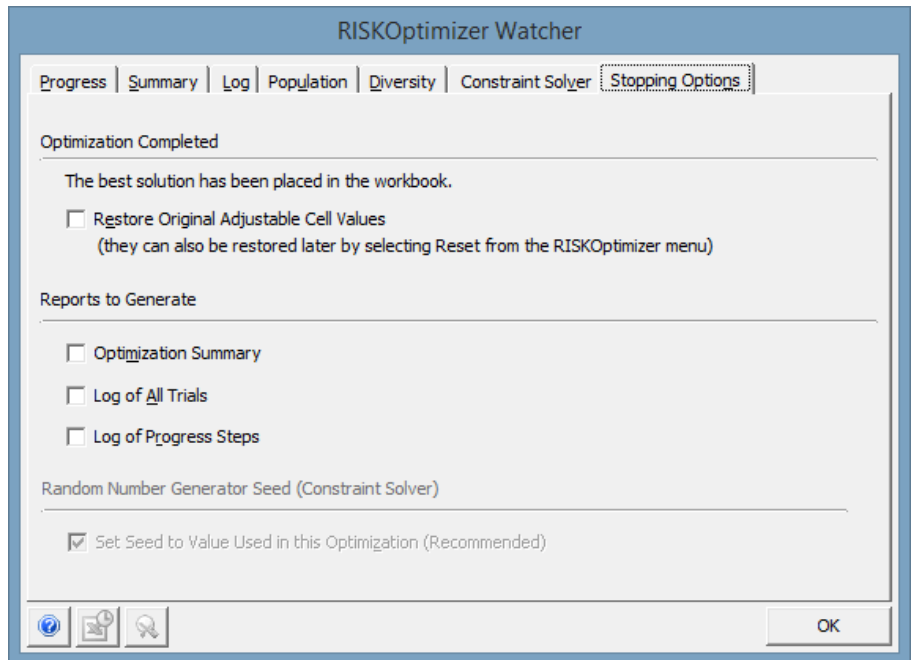 RISKOptimizer Watcher
Progress Summary Log Population Diversity Constraint Solver Stopping Options
Optimization Completed
The best solution has been placed in the workbook.
Restore Original Adjustable Cell Values
(they can also be restored later by selecting Reset from the RISKOptimizer menu)
Reports to Generate
Optimization Summary
Log of All Trials
Log of Progress Steps
Random Number Generator Seed (Constraint Solver)
Set Seed to Value Used in this Optimization (Recommended)
OK